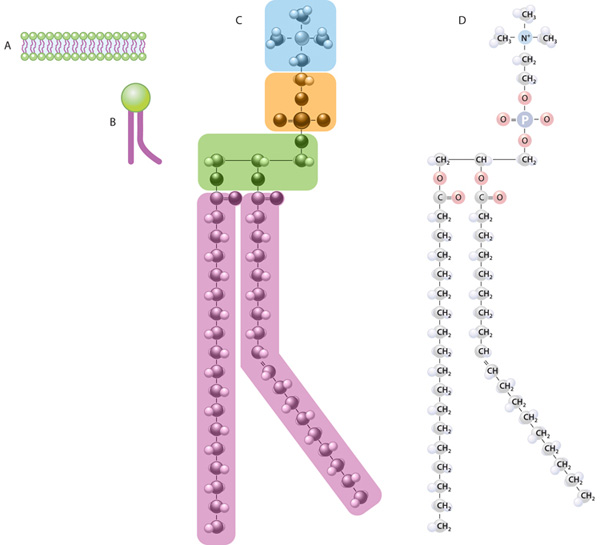 A
B
C
D
CH₃
CH₃ N⁺ CH₃
CH₂
CH₂
O
O = P O
O
CH₂ CH CH₂
O O
C = O C = O
CH₂ CH₂
CH₂ CH₂
CH₂ CH₂
CH₂ CH₂
CH₂ CH₂
CH₂ CH₂
CH₂ CH₂
CH₂ CH
CH₂ CH
CH₂ CH₂
CH₂ CH₂
CH₂ CH₂
CH₂ CH₂
CH₂ CH₂
CH₂ CH₂
CH₂ CH₂
CH₂ CH₂